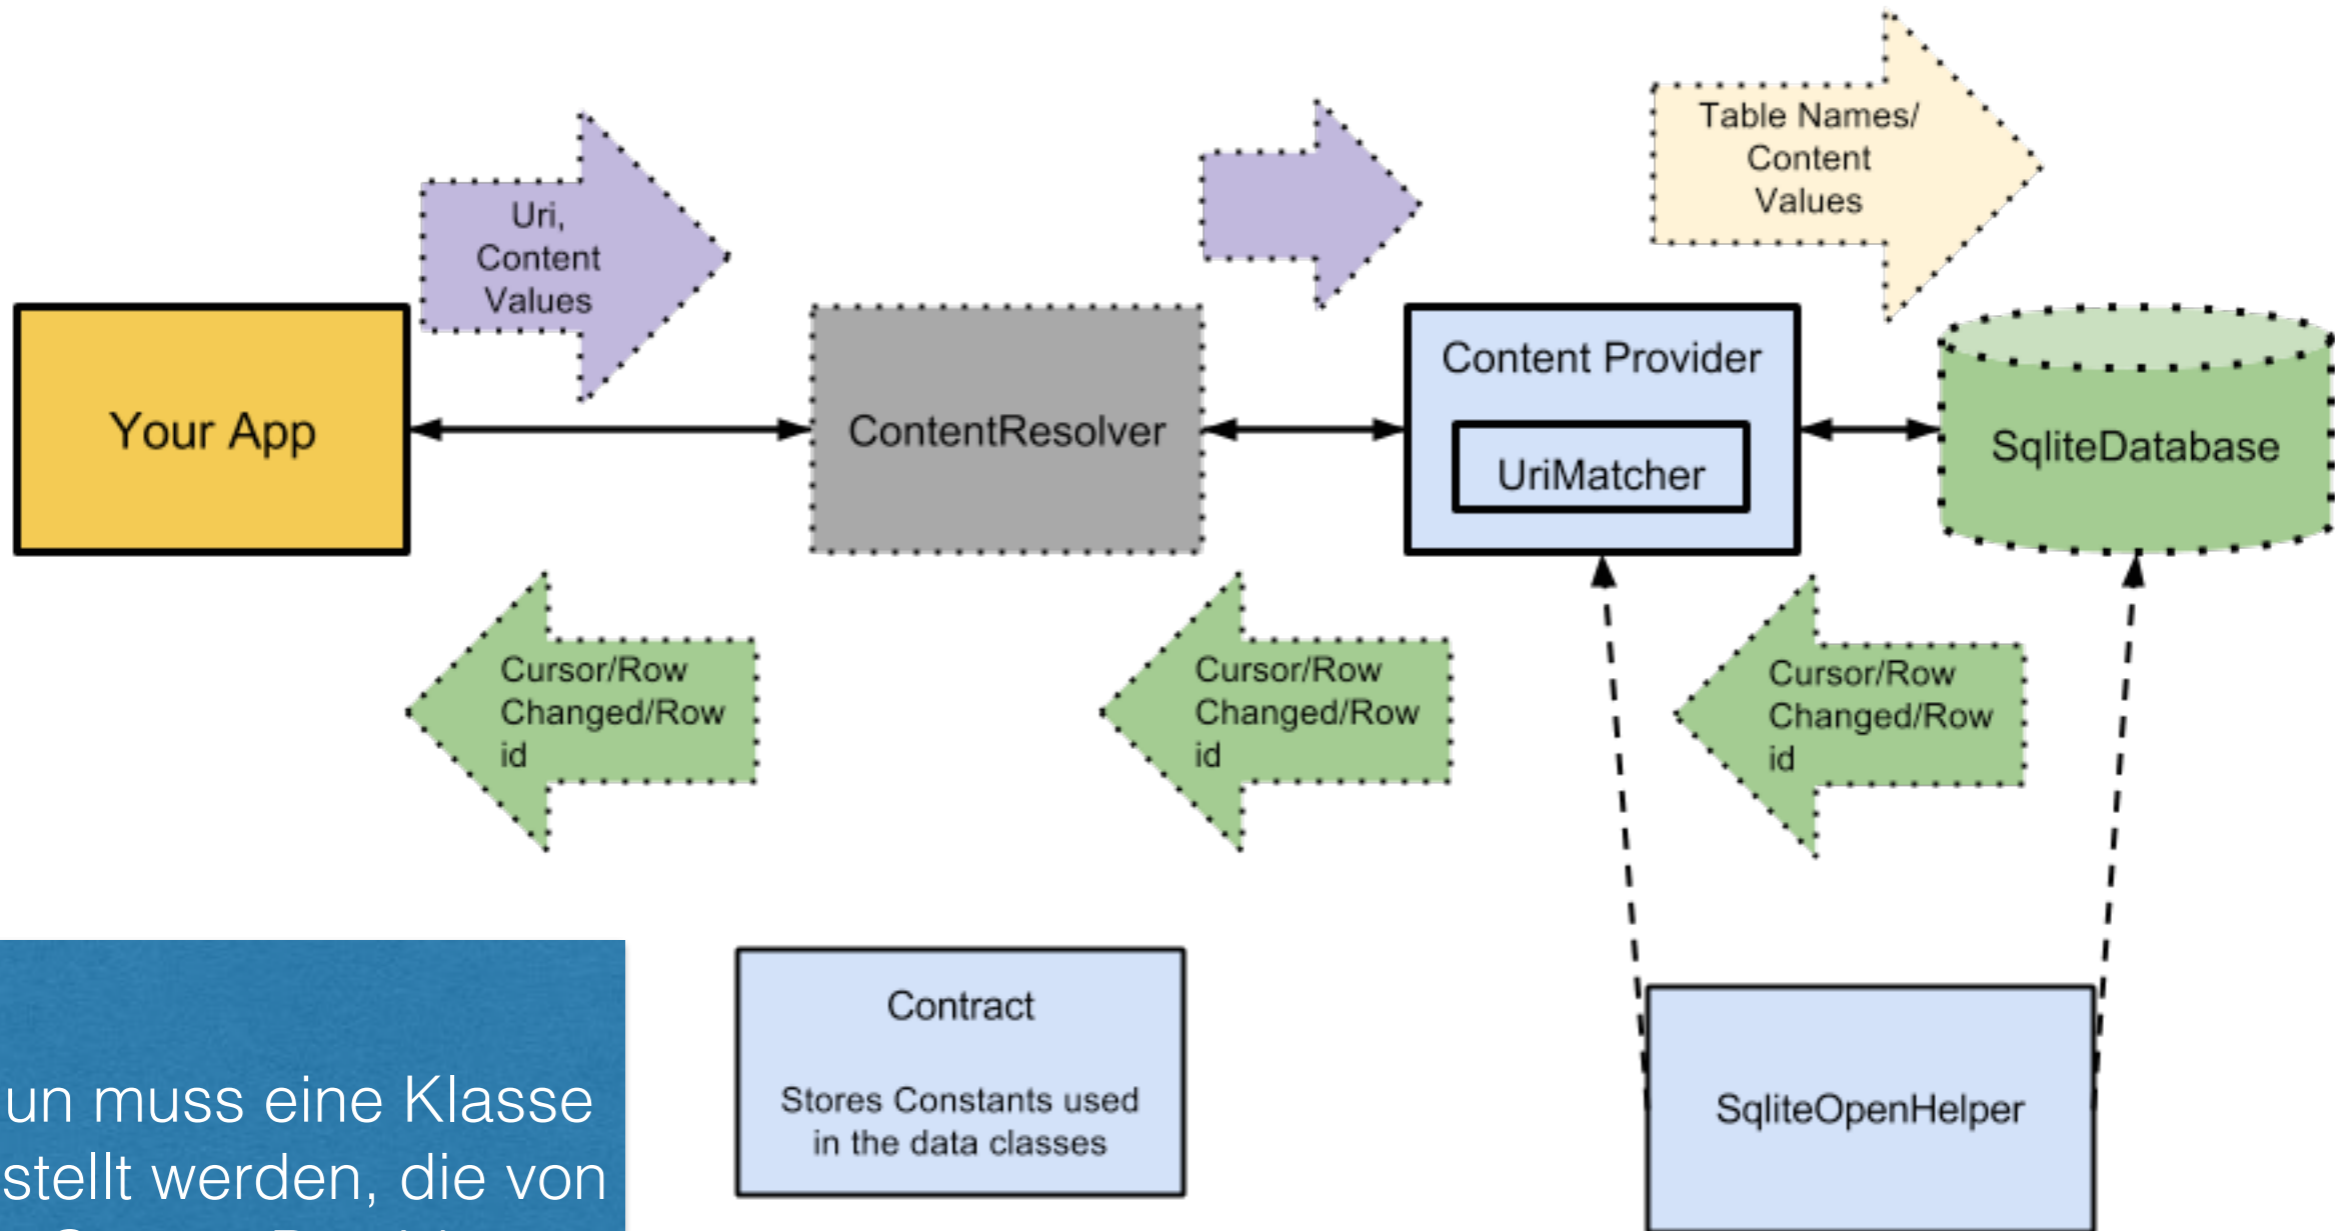 Table Names/
Content
Values
Uri,
Content
Values
Your App
ContentResolver
Content Provider
UriMatcher
SqliteDatabase
Cursor/Row
Changed/Row
id
Cursor/Row
Changed/Row
id
Cursor/Row
Changed/Row
id
Contract
Stores Constants used
in the data classes
SqliteOpenHelper
un muss eine Klasse
stellt werden, die von